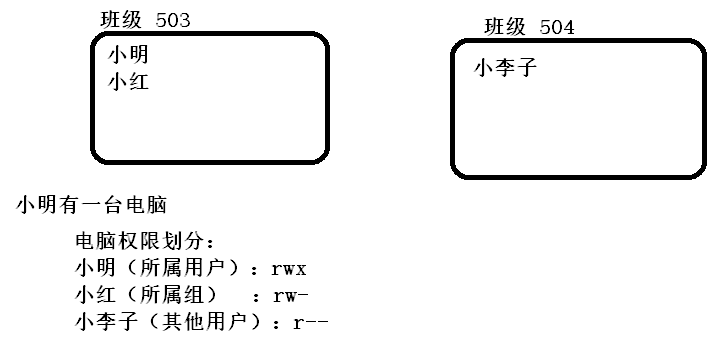 班级 503
班级 504
小明
小红
小李子
小明有一台电脑
电脑权限划分:
小明（所属用户）: rwx
小红（所属组） : rw-
小李子（其他用户）: r--